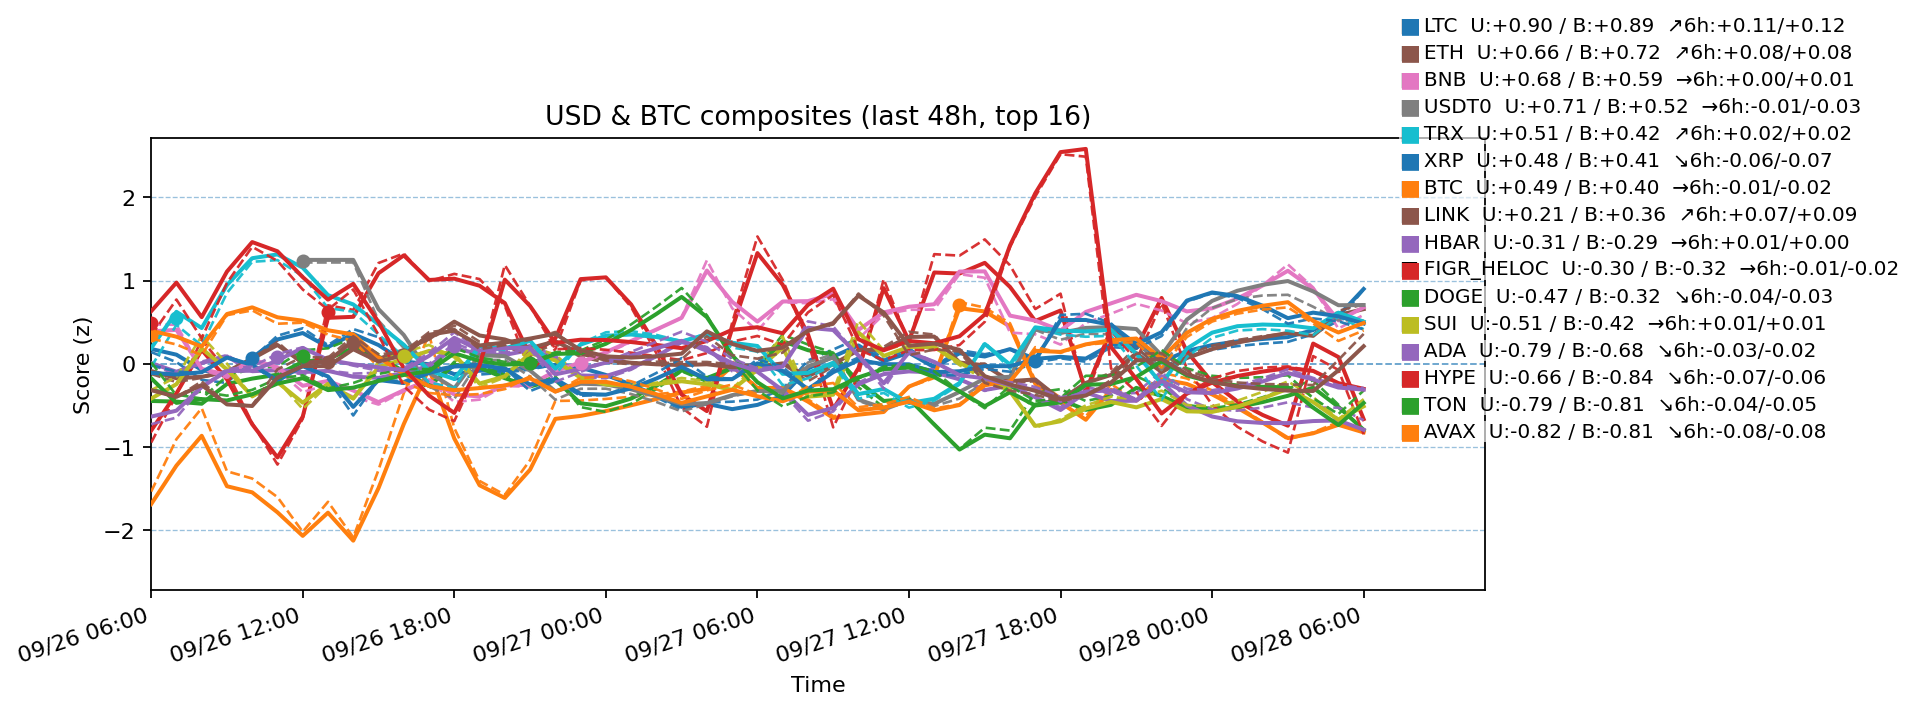 LTC  U:+0.90 / B:+0.89  ↗6h:+0.11/+0.12
ETH  U:+0.66 / B:+0.72  ↗6h:+0.08/+0.08
BNB  U:+0.68 / B:+0.59  →6h:+0.00/+0.01
USDT0  U:+0.71 / B:+0.52  →6h:-0.01/-0.03
TRX  U:+0.51 / B:+0.42  ↗6h:+0.02/+0.02
XRP  U:+0.48 / B:+0.41  ↘6h:-0.06/-0.07
BTC  U:+0.49 / B:+0.40  →6h:-0.01/-0.02
LINK  U:+0.21 / B:+0.36  ↗6h:+0.07/+0.09
HBAR  U:-0.31 / B:-0.29  →6h:+0.01/+0.00
FIGR_HELOC  U:-0.30 / B:-0.32  →6h:-0.01/-0.02
DOGE  U:-0.47 / B:-0.32  ↘6h:-0.04/-0.03
SUI  U:-0.51 / B:-0.42  →6h:+0.01/+0.01
ADA  U:-0.79 / B:-0.68  ↘6h:-0.03/-0.02
HYPE  U:-0.66 / B:-0.84  ↘6h:-0.07/-0.06
TON  U:-0.79 / B:-0.81  ↘6h:-0.04/-0.05
AVAX  U:-0.82 / B:-0.81  ↘6h:-0.08/-0.08
USD & BTC composites (last 48h, top 16)
Score (z)
2
1
0
−1
−2
09/26 06:00
09/26 12:00
09/26 18:00
09/27 00:00
09/27 06:00
09/27 12:00
09/27 18:00
09/28 00:00
09/28 06:00
Time